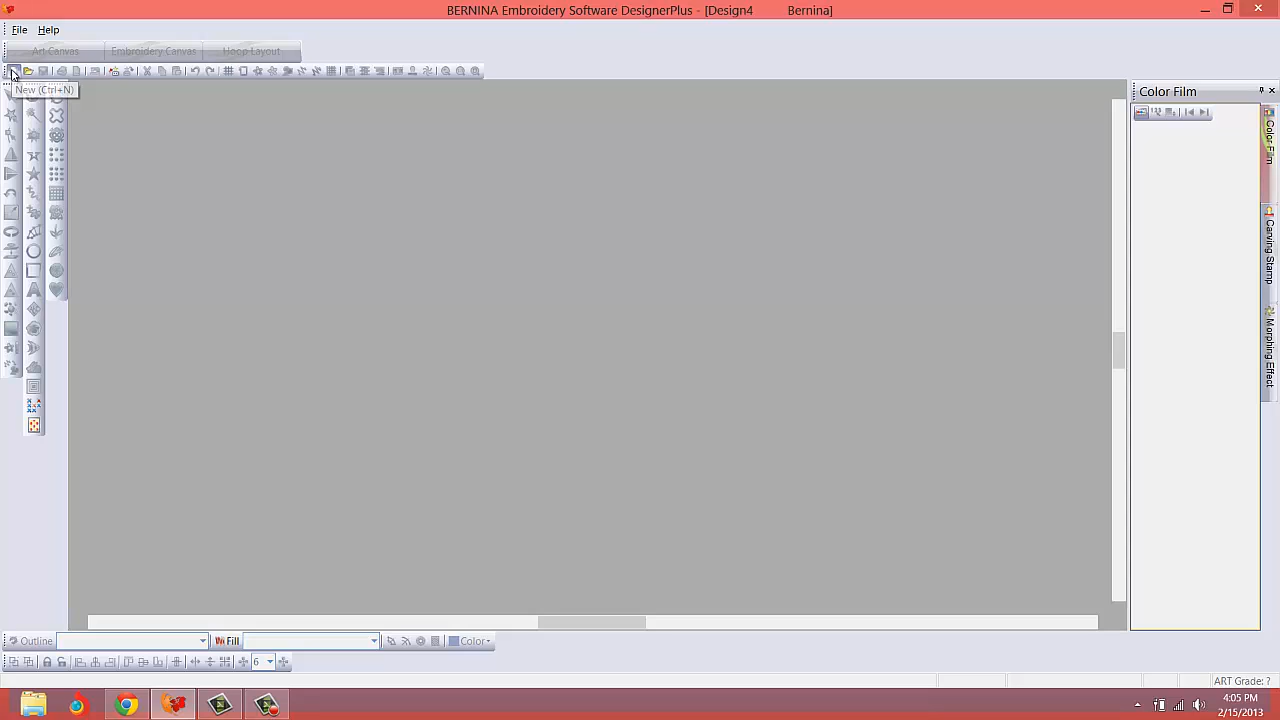 BERNINA Embroidery Software DesignerPlus - [Design4 Bernina]
File Help
Art Canvas Embroidery Canvas Hoop Layout
New (Ctrl+N)
Color Film
Color Film
Carving Stamp
Morphing Effect
Outline Fill Color
6
ART Grade: ?
4:05 PM
2/15/2013